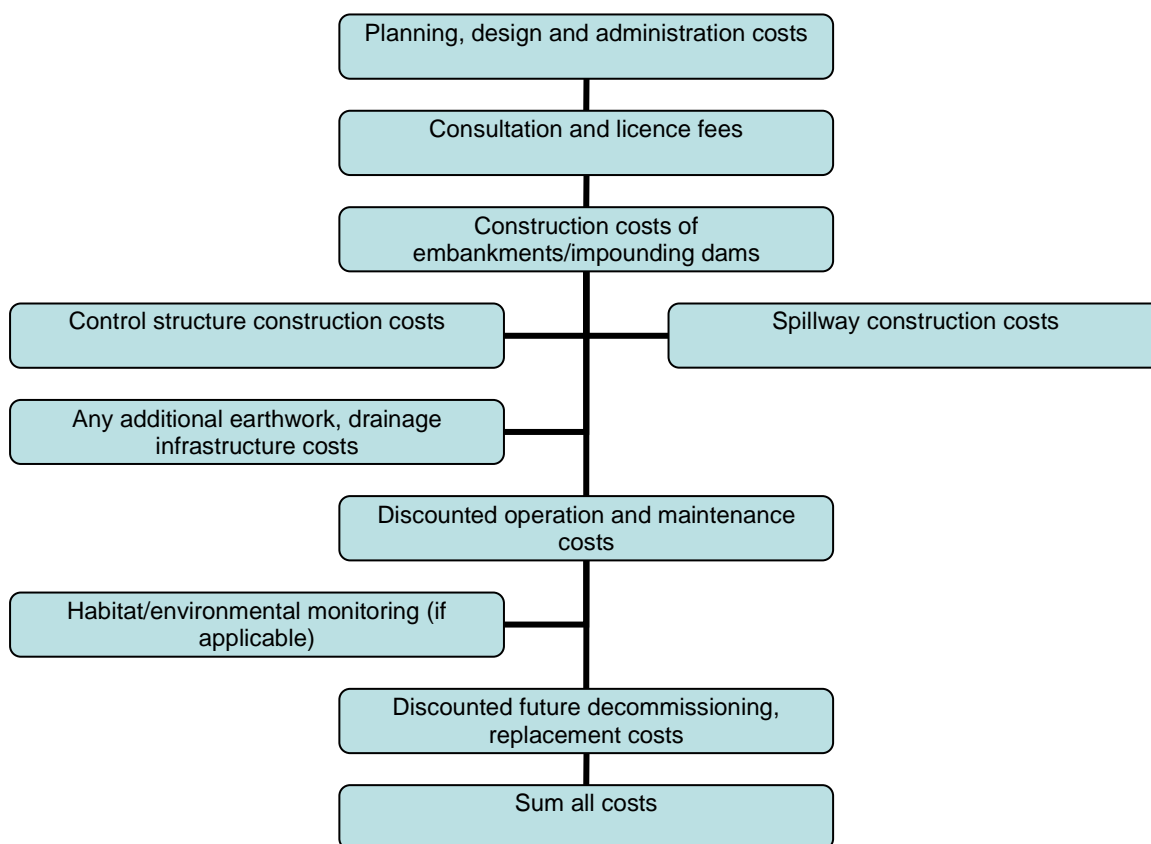 Planning, design and administration costs
Consultation and licence fees
Construction costs of
embankments/impounding dams
Control structure construction costs
Spillway construction costs
Any additional earthwork, drainage
infrastructure costs
Discounted operation and maintenance
costs
Habitat/environmental monitoring (if
applicable)
Discounted future decommissioning,
replacement costs
Sum all costs